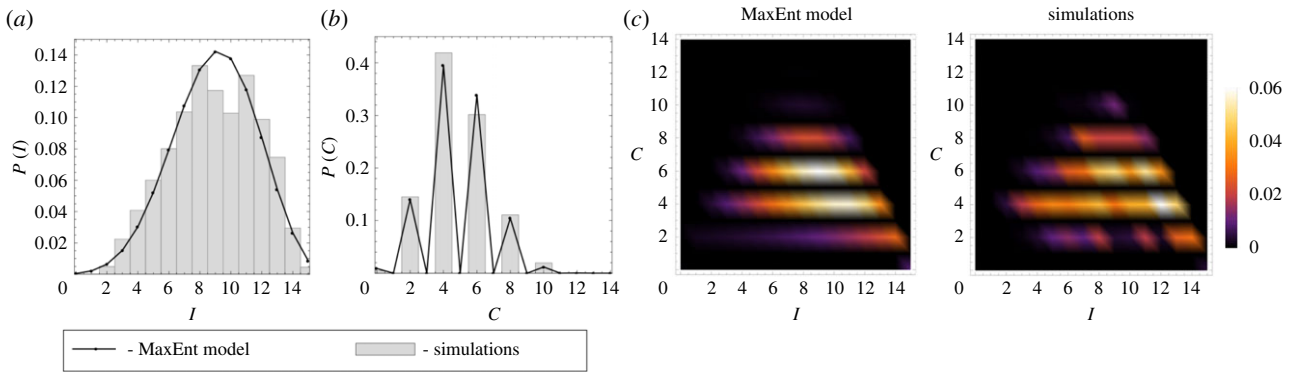 (a)
0.14
0.12
0.10
0.08
0.06
0.04
0.02
P (I)
0 2 4 6 8 10 12 14
I
(b)
0.4
0.3
0.2
0.1
P (C)
0 2 4 6 8 10 12 14
C
- MaxEnt model
- simulations
(c)
MaxEnt model
14
12
10
8
6
4
2
C
0 2 4 6 8 10 12 14
I
simulations
14
12
10
8
6
4
2
C
0 2 4 6 8 10 12 14
I
0.06
0.04
0.02
0